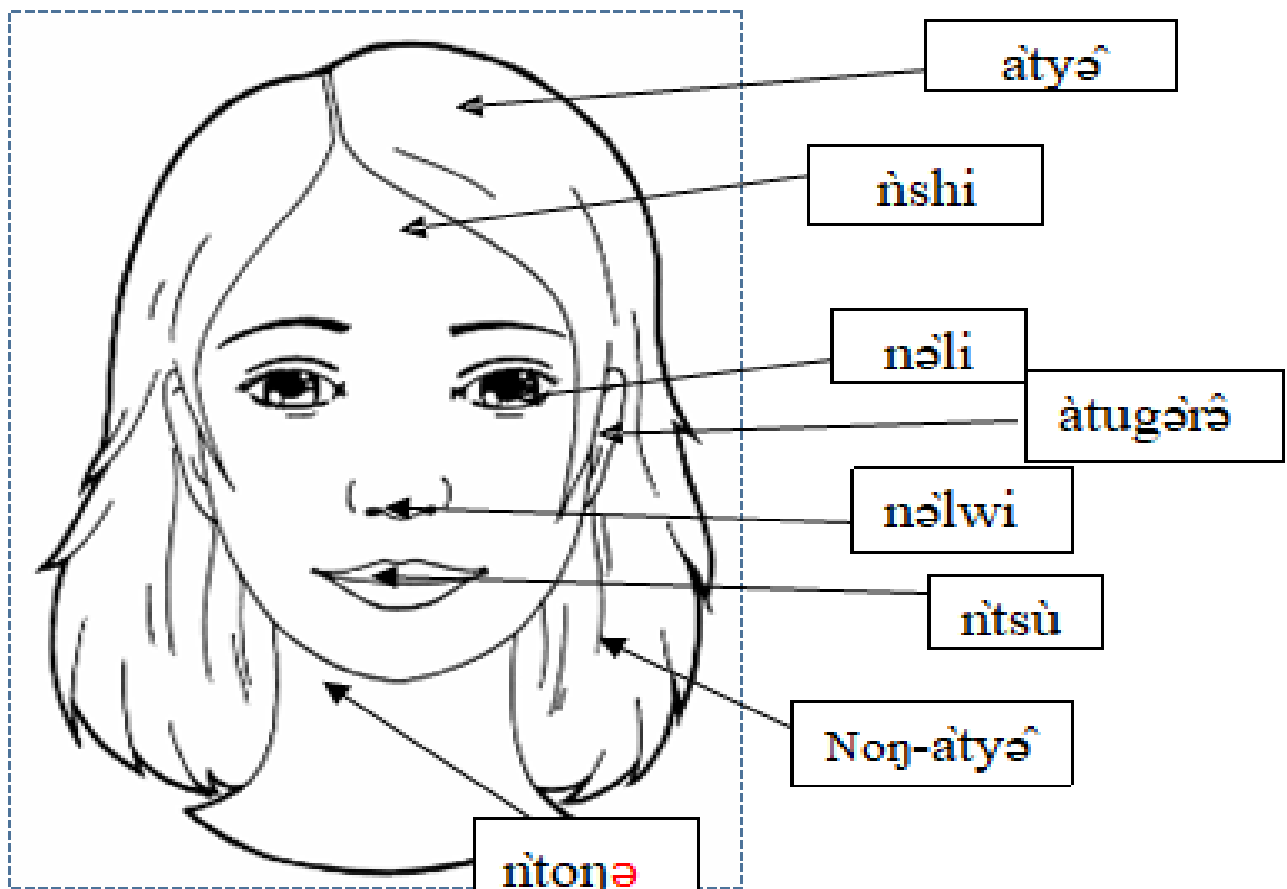 àtyə̂
ǹshi
nə̀li
àtugə̀rə̂
nə̀lwi
ǹtsù
Noŋ-àtyə̂
ǹtoŋə